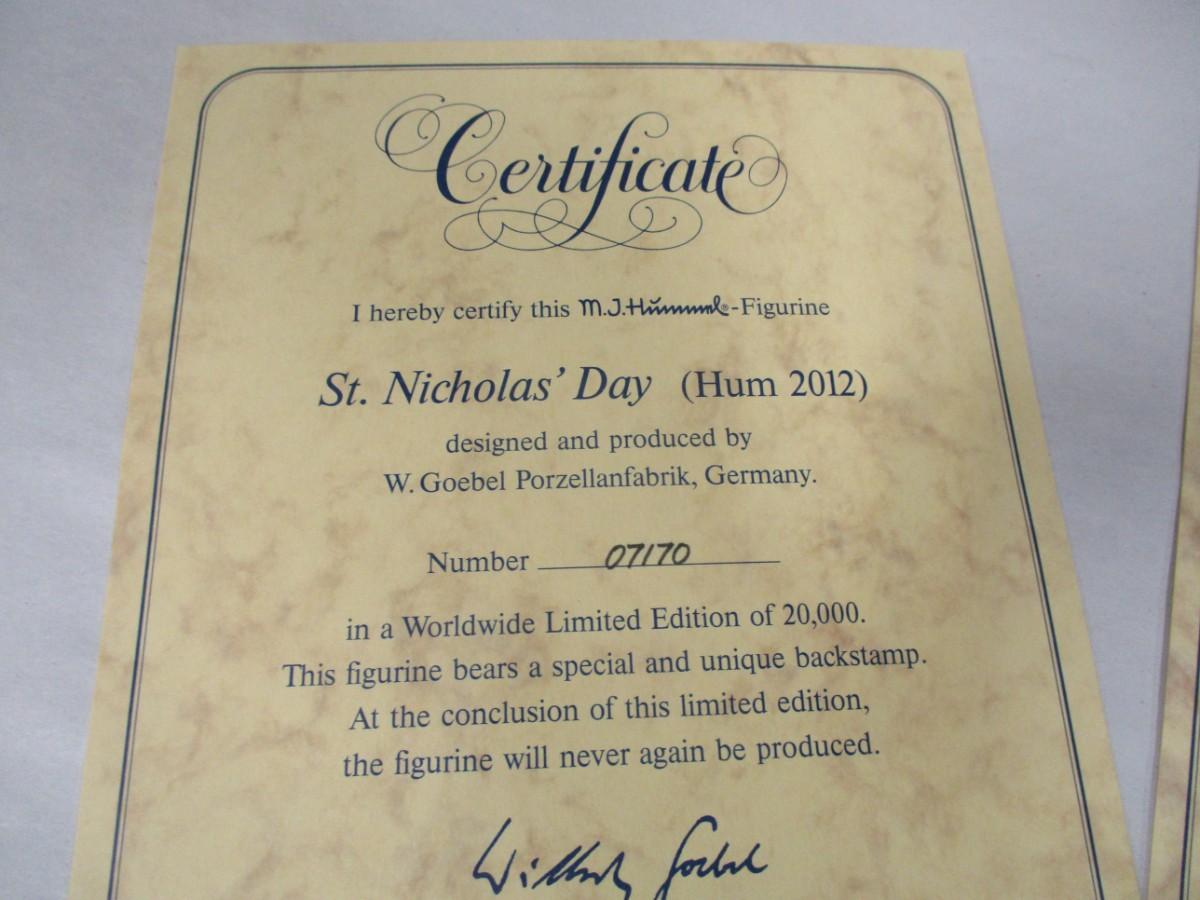 Certificate
I hereby certify this M.J.Hummel®-Figurine
St. Nicholas’ Day (Hum 2012)
designed and produced by
W. Goebel Porzellanfabrik, Germany.
Number 07170
in a Worldwide Limited Edition of 20,000.
This figurine bears a special and unique backstamp.
At the conclusion of this limited edition,
the figurine will never again be produced.
Wilhelm Goebel